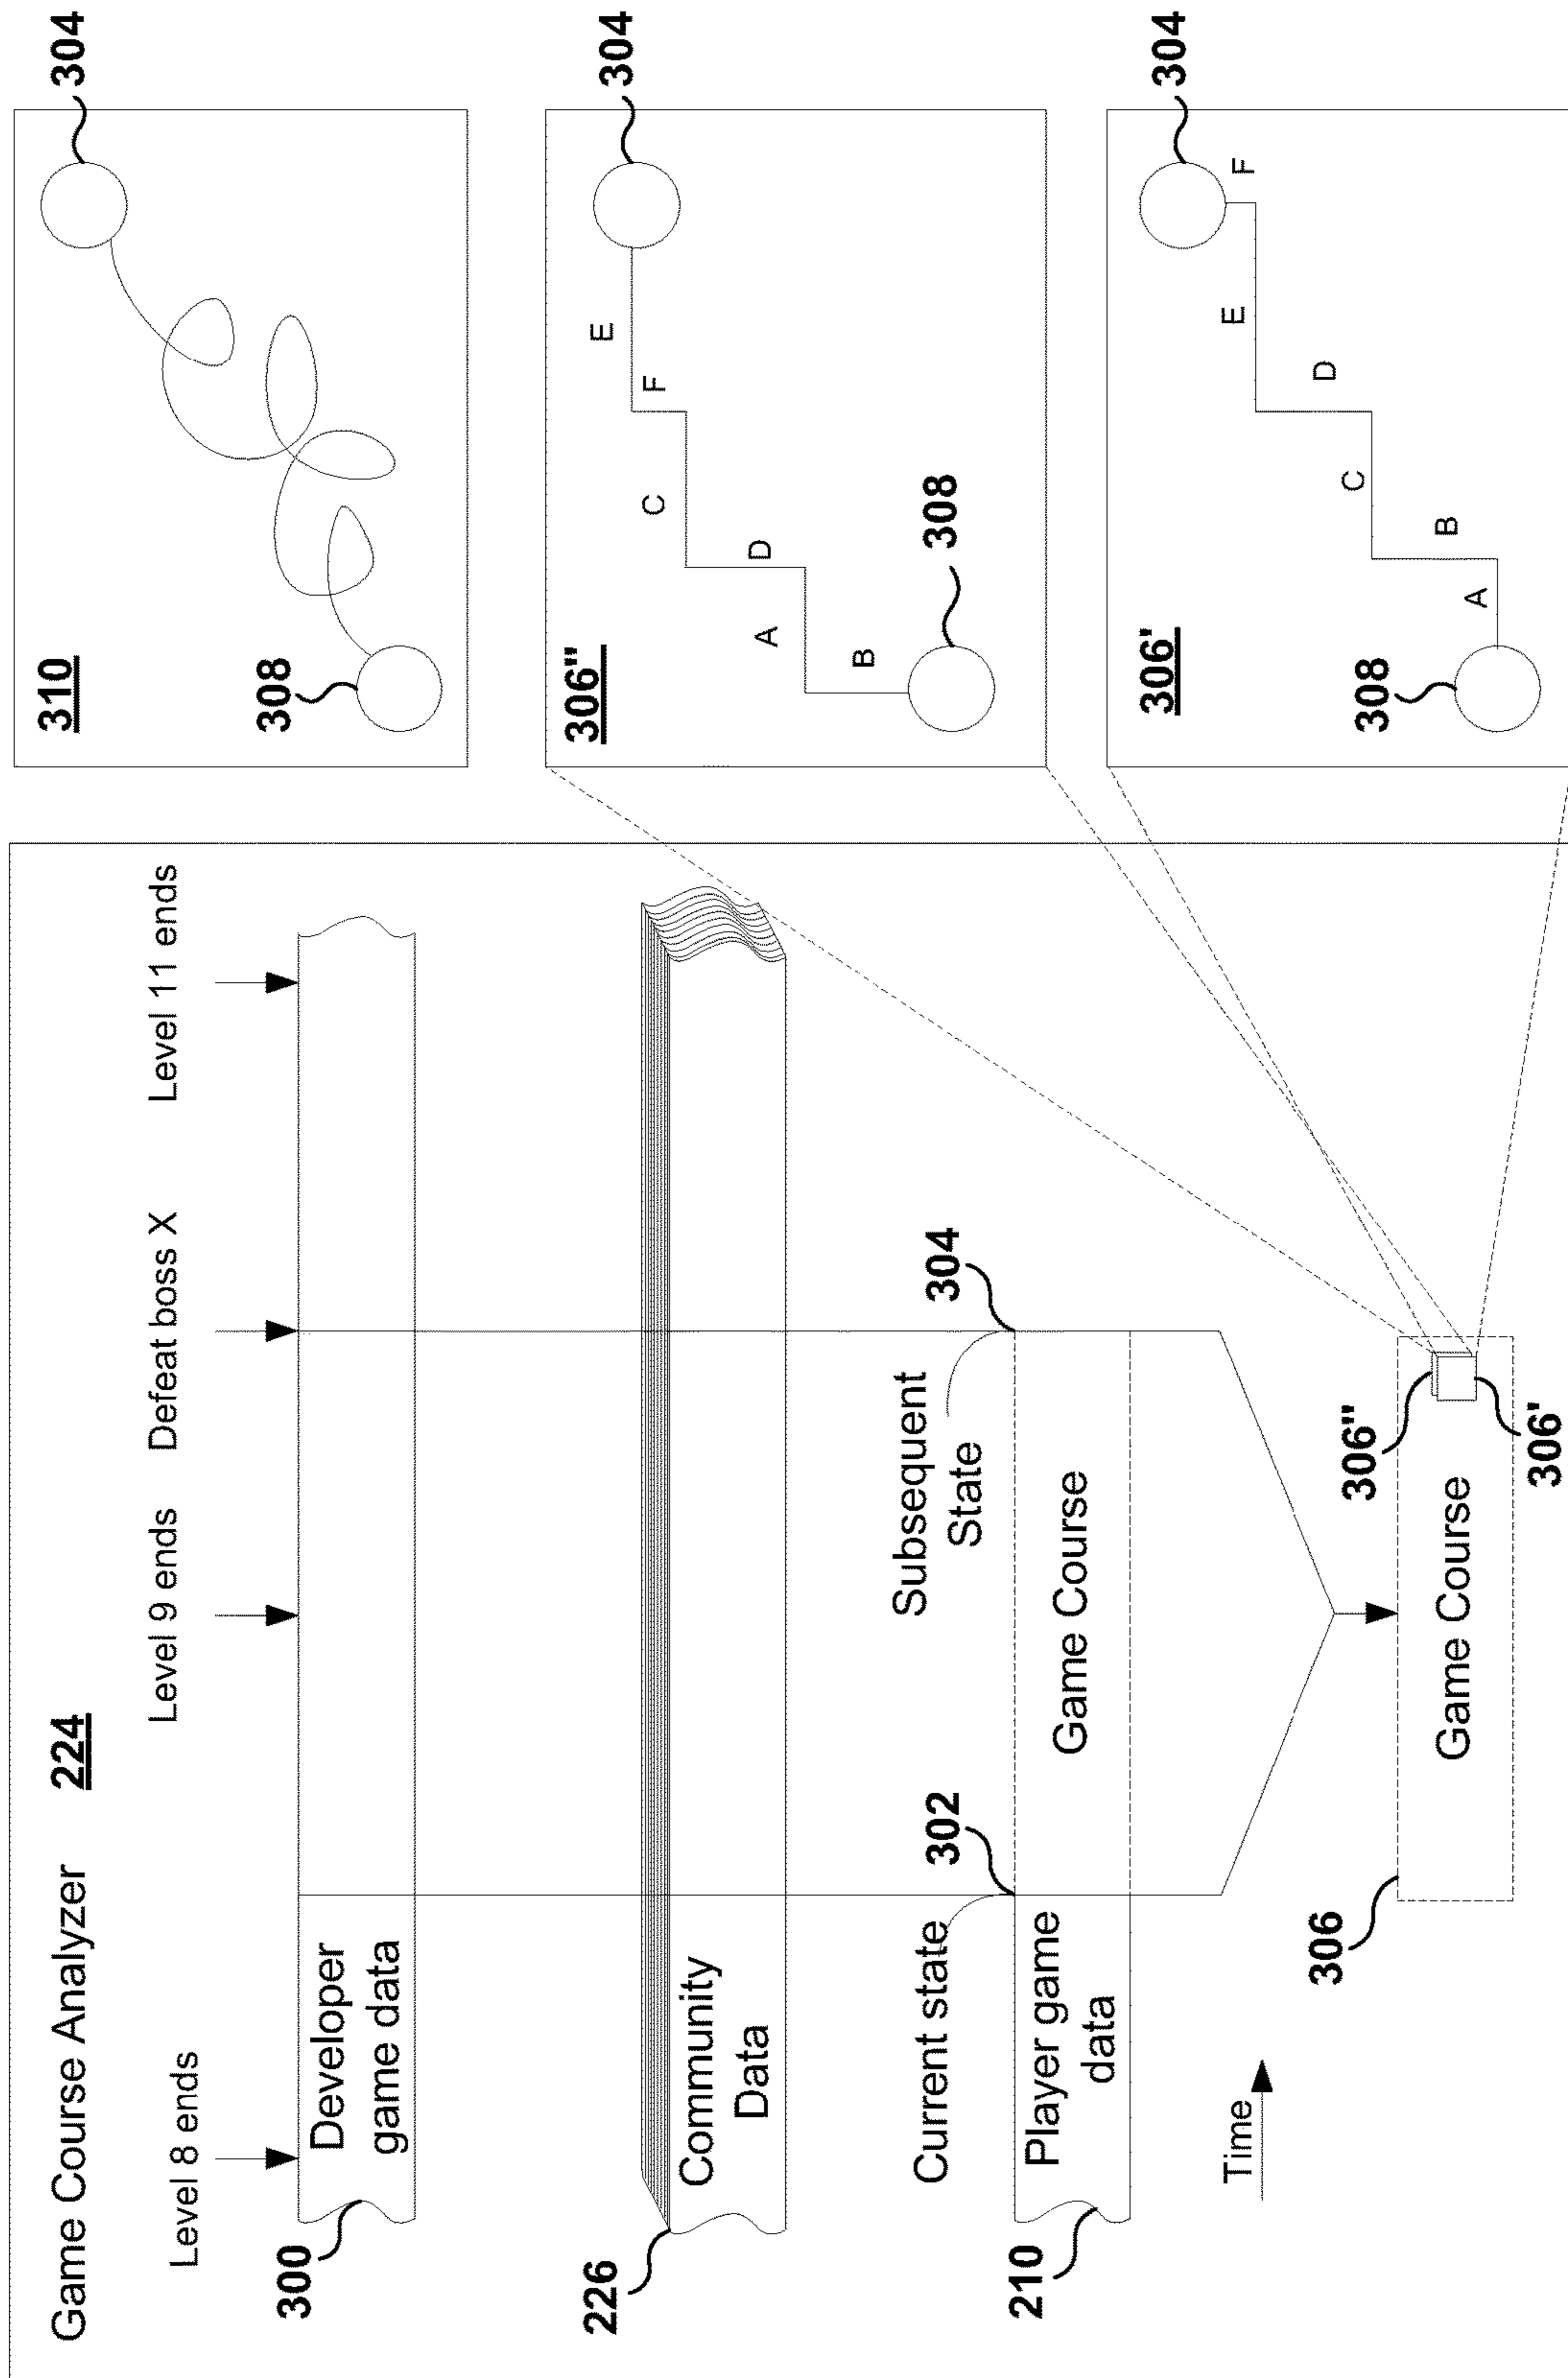 Game Course Analyzer 224
Level 8 ends
Level 9 ends
Defeat boss X
Level 11 ends
300
Developer
game data
226
Community
Data
Current state
302
Subsequent
State
304
210
Player game
data
Game Course
Time
306
Game Course
306"
306'
310
308
304
306"
B
A
D
C
F
E
308
304
306'
308
A
B
C
D
E
F
304